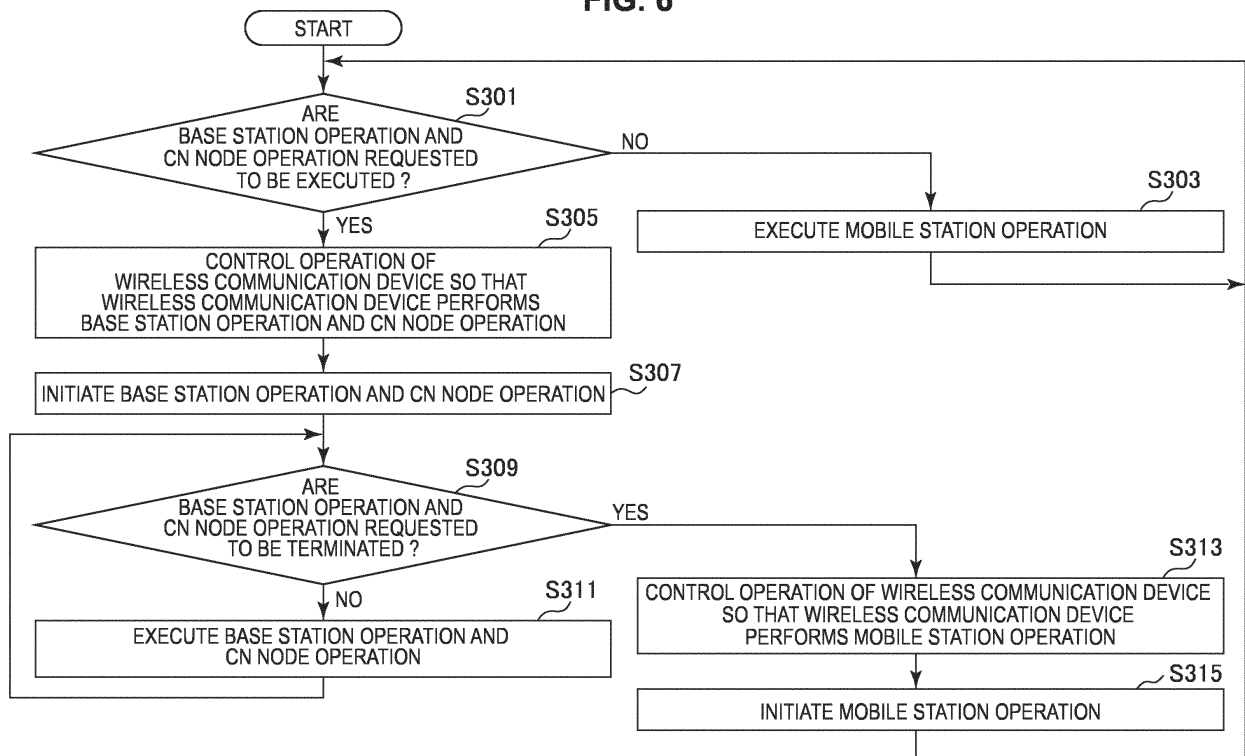 FIG. 6
START
S301
ARE
BASE STATION OPERATION AND
CN NODE OPERATION REQUESTED
TO BE EXECUTED ?
NO
YES
S303
EXECUTE MOBILE STATION OPERATION
S305
CONTROL OPERATION OF
WIRELESS COMMUNICATION DEVICE SO THAT
WIRELESS COMMUNICATION DEVICE PERFORMS
BASE STATION OPERATION AND CN NODE OPERATION
S307
INITIATE BASE STATION OPERATION AND CN NODE OPERATION
S309
ARE
BASE STATION OPERATION AND
CN NODE OPERATION REQUESTED
TO BE TERMINATED ?
YES
NO
S311
EXECUTE BASE STATION OPERATION AND
CN NODE OPERATION
S313
CONTROL OPERATION OF WIRELESS COMMUNICATION DEVICE
SO THAT WIRELESS COMMUNICATION DEVICE
PERFORMS MOBILE STATION OPERATION
S315
INITIATE MOBILE STATION OPERATION